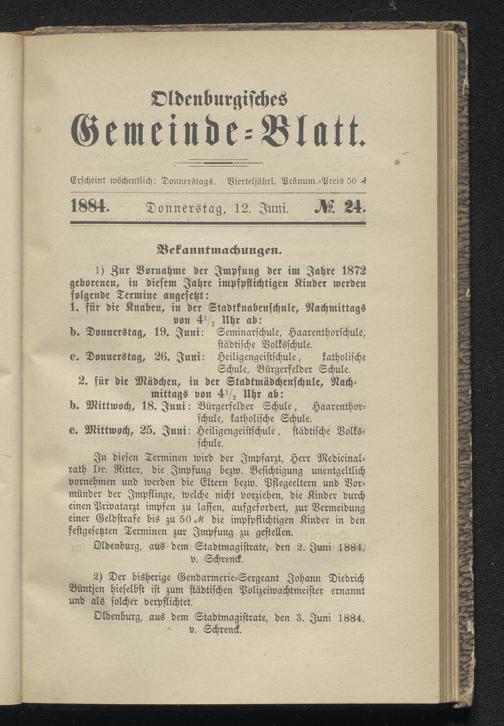 Oldenburgisches
Gemeinde-Blatt.
Erscheint wöchentlich: Donnerstags. Vierteljährl. Pränum.-Preis 50 ₰
1884. Donnerstag, 12. Juni. № 24.
Bekanntmachungen.
1) Zur Vornahme der Impfung der im Jahre 1872
geborenen, in diesem Jahre impfpflichtigen Kinder werden
folgende Termine angesetzt:
1. für die Knaben, in der Stadtknabenschule, Nachmittags
von 4½ Uhr ab:
b. Donnerstag, 19. Juni: Seminarschule, Haarenthorschule,
städtische Volksschule.
c. Donnerstag, 26. Juni: Heiligengeistschule, katholische
Schule, Bürgerfelder Schule.
2. für die Mädchen, in der Stadtmädchenschule, Nach-
mittags von 4½ Uhr ab:
b. Mittwoch, 18. Juni: Bürgerfelder Schule, Haarenthor-
schule, katholische Schule.
c. Mittwoch, 25. Juni: Heiligengeistschule, städtische Volks-
schule.
In diesen Terminen wird der Impfarzt, Herr Medicinal-
rath Dr. Ritter, die Impfung bezw. Besichtigung unentgeltlich
vornehmen und werden die Eltern bezw. Pflegeeltern und Vor-
münder der Impflinge, welche nicht vorziehen, die Kinder durch
einen Privatarzt impfen zu lassen, aufgefordert, zur Vermeidung
einer Geldstrafe bis zu 50 ℳ die impfpflichtigen Kinder in den
festgesetzten Terminen zur Impfung zu gestellen.
Oldenburg, aus dem Stadtmagistrate, den 2. Juni 1884.
v. Schrenck.
2) Der bisherige Gendarmerie-Sergeant Johann Diedrich
Büntjen hieselbst ist zum städtischen Polizeiwachtmeister ernannt
und als solcher verpflichtet.
Oldenburg, aus dem Stadtmagistrate, den 3. Juni 1884.
v. Schrenck.